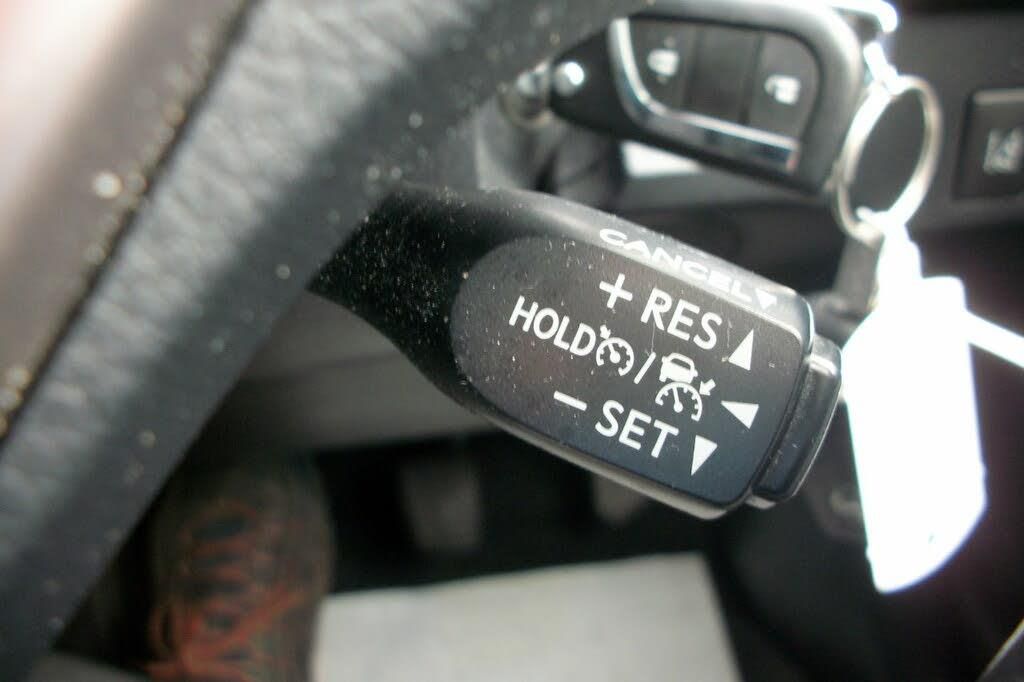 CANCEL
+ RES
HOLD /
- SET